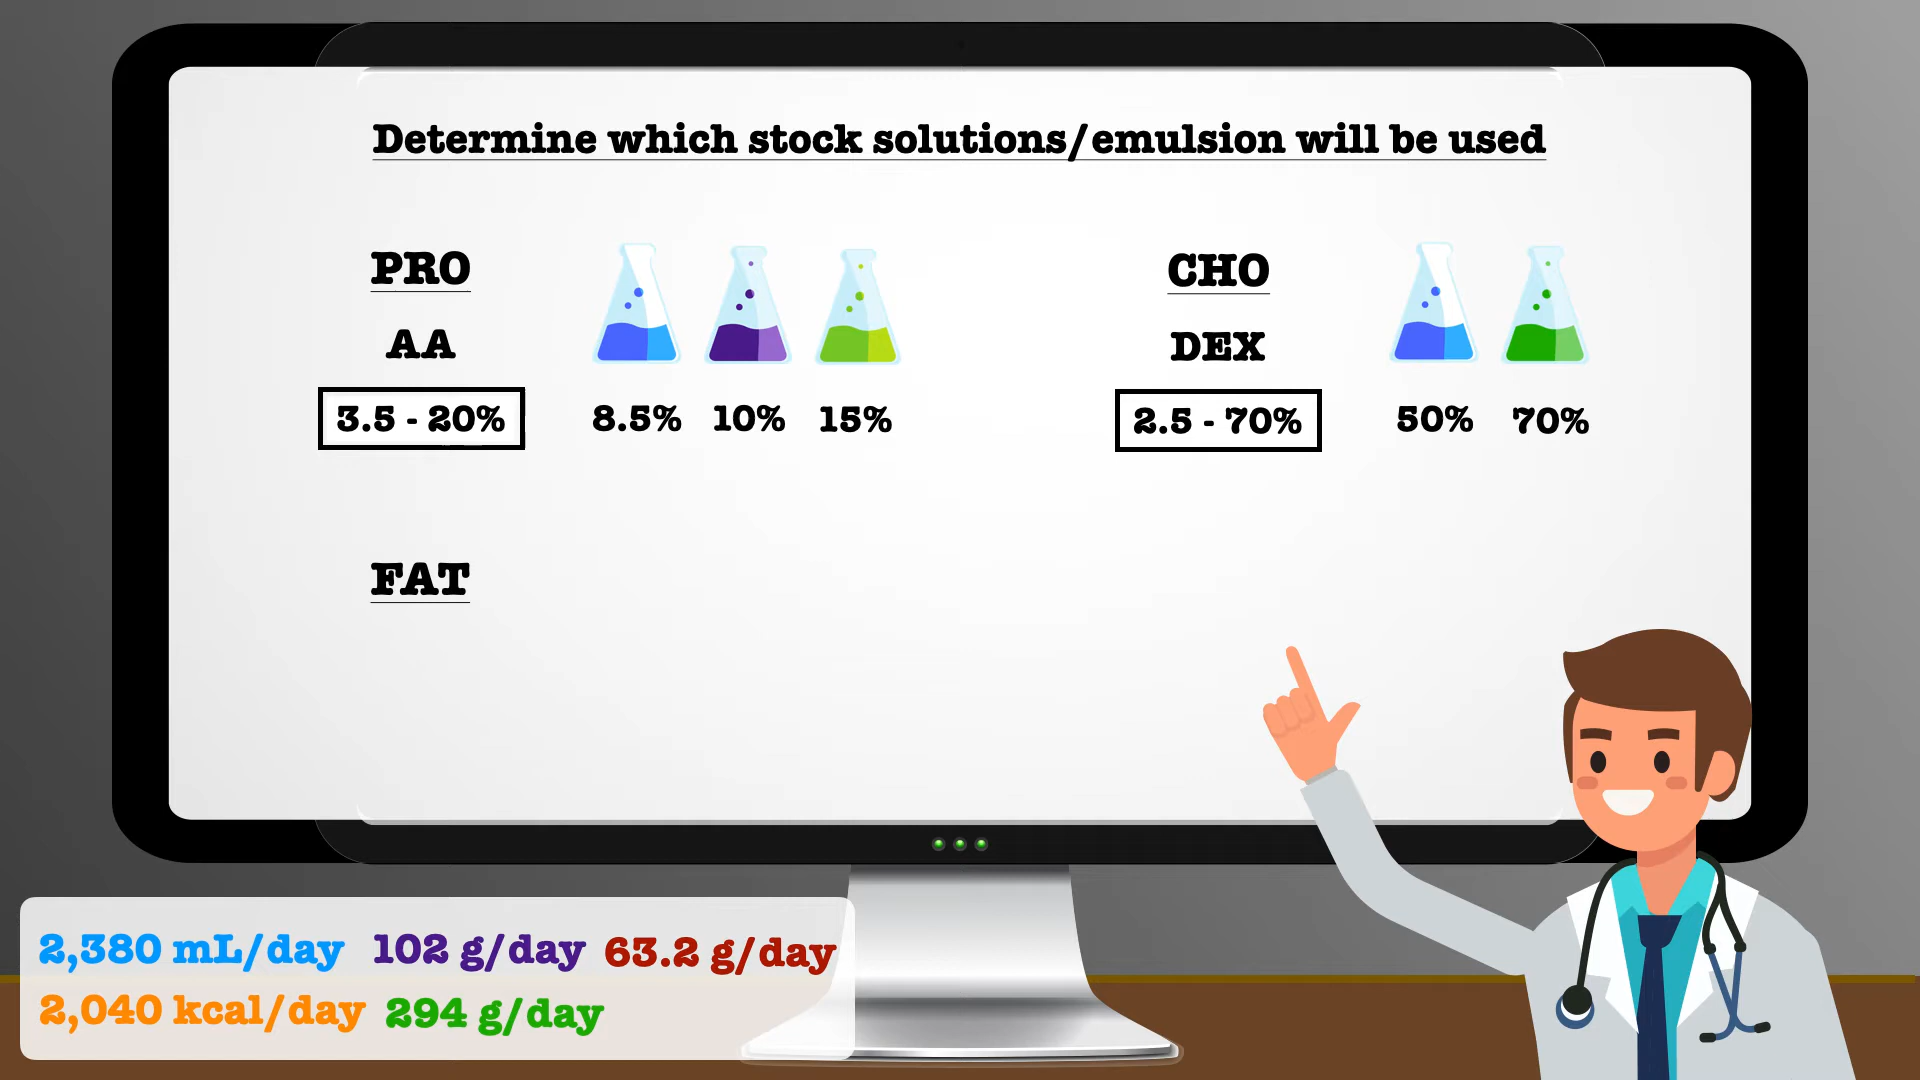 Determine which stock solutions/emulsion will be used
PRO
AA
3.5 - 20%
8.5% 10% 15%
CHO
DEX
2.5 - 70%
50% 70%
FAT
2,380 mL/day 102 g/day 63.2 g/day
2,040 kcal/day 294 g/day